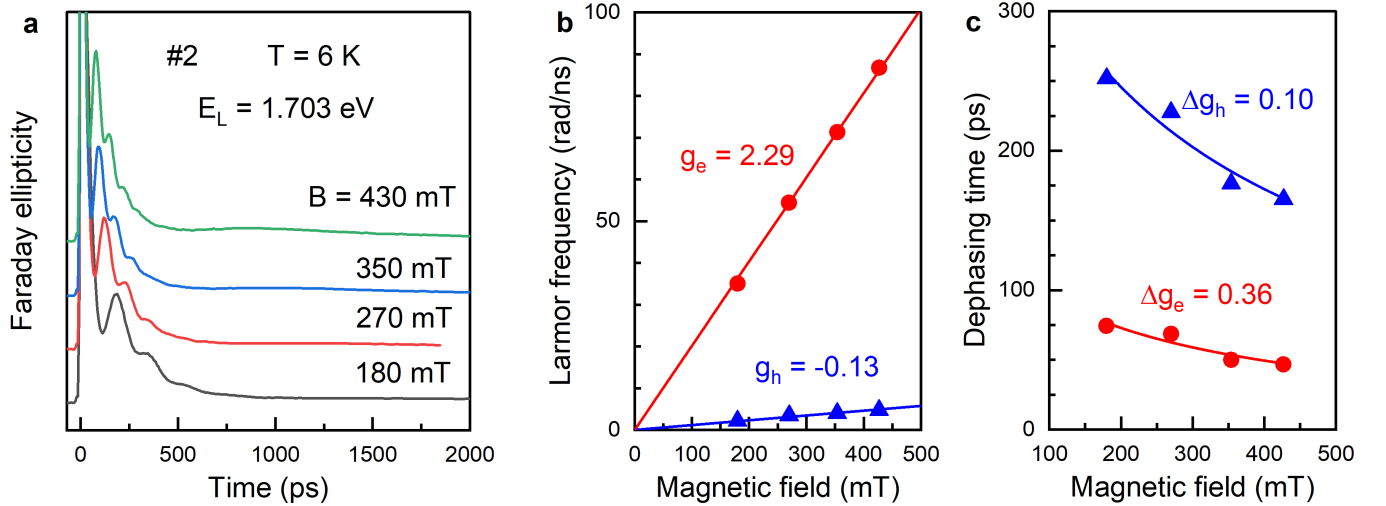 a
#2 T = 6 K
E_L = 1.703 eV
B = 430 mT
350 mT
270 mT
180 mT
Faraday ellipticity
0 500 1000 1500 2000
Time (ps)
b
100
50
0
Larmor frequency (rad/ns)
g_e = 2.29
g_h = -0.13
0 100 200 300 400 500
Magnetic field (mT)
c
300
200
100
0
Dephasing time (ps)
Δg_h = 0.10
Δg_e = 0.36
100 200 300 400 500
Magnetic field (mT)